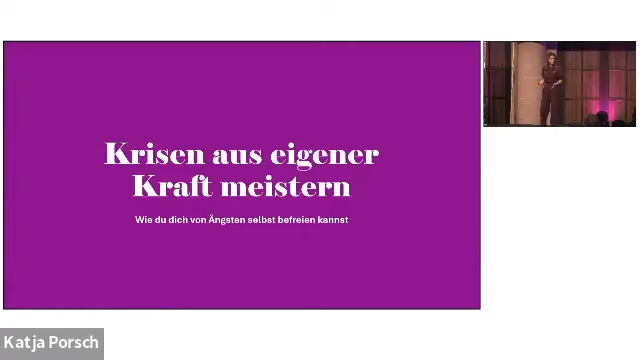 Krisen aus eigener
Kraft meistern
Wie du dich von Ängsten selbst befreien kannst
Katja Porsch